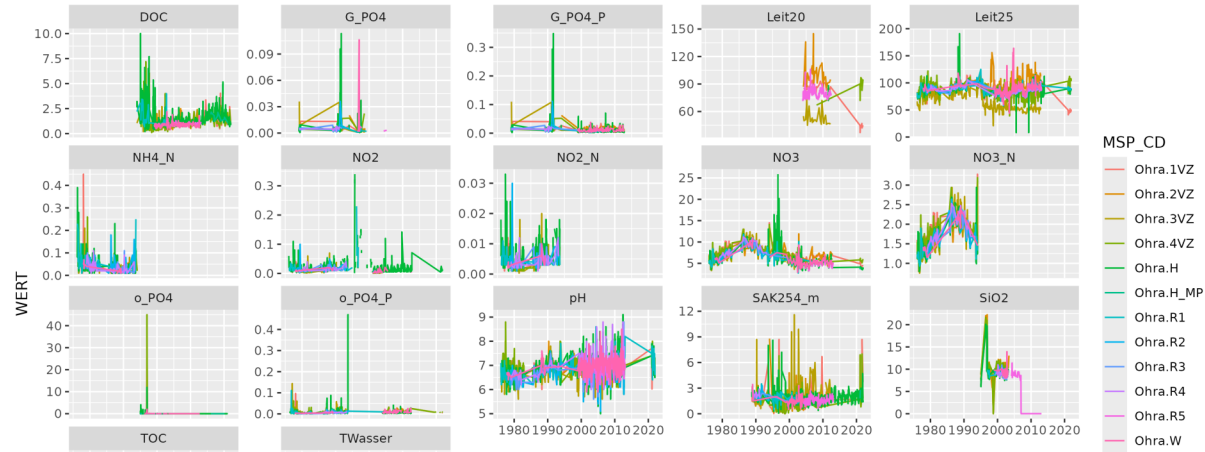 DOC
G_PO4
G_PO4_P
Leit20
Leit25
10.0
7.5
5.0
2.5
0.0
0.09
0.06
0.03
0.00
0.3
0.2
0.1
0.0
150
120
90
60
200
150
100
50
0
NH4_N
NO2
NO2_N
NO3
NO3_N
0.4
0.3
0.2
0.1
0.0
0.3
0.2
0.1
0.0
0.03
0.02
0.01
0.00
25
20
15
10
5
3.0
2.5
2.0
1.5
1.0
o_PO4
o_PO4_P
pH
SAK254_m
SiO2
40
30
20
10
0
0.4
0.3
0.2
0.1
0.0
9
8
7
6
5
12
9
6
3
0
20
15
10
5
0
1980 1990 2000 2010 2020
1980 1990 2000 2010 2020
1980 1990 2000 2010 2020
TOC
TWasser
WERT
MSP_CD
Ohra.1VZ
Ohra.2VZ
Ohra.3VZ
Ohra.4VZ
Ohra.H
Ohra.H_MP
Ohra.R1
Ohra.R2
Ohra.R3
Ohra.R4
Ohra.R5
Ohra.W